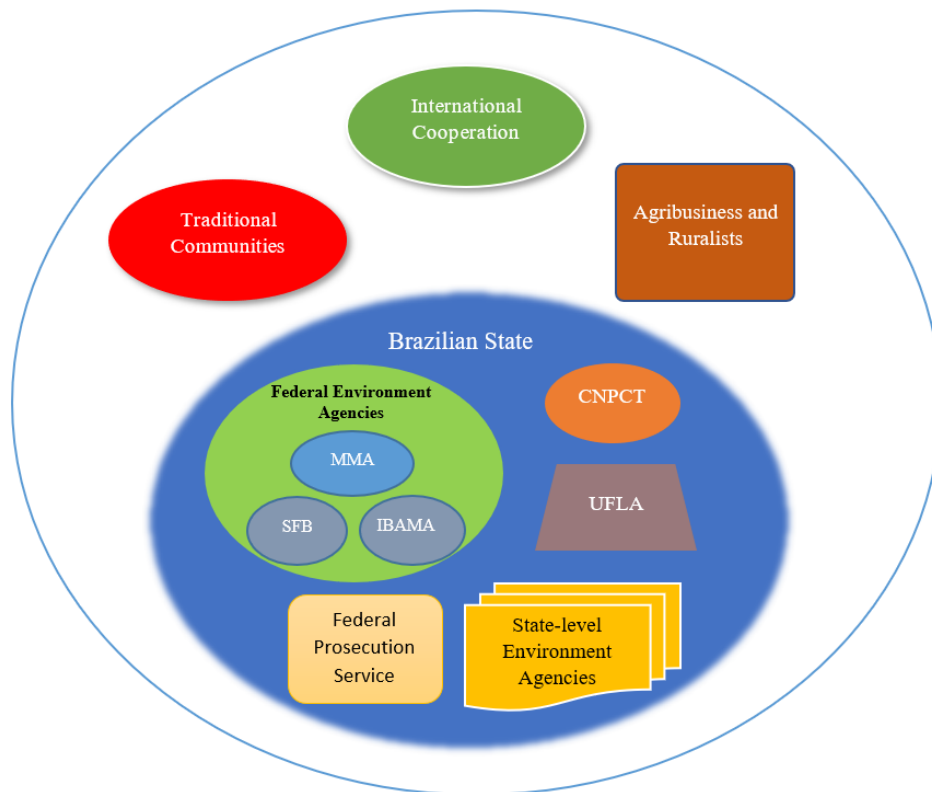 International
Cooperation
Traditional
Communities
Agribusiness and
Ruralists
Brazilian State
Federal Environment
Agencies
MMA
SFB
IBAMA
CNPCT
UFLA
Federal
Prosecution
Service
State-level
Environment
Agencies